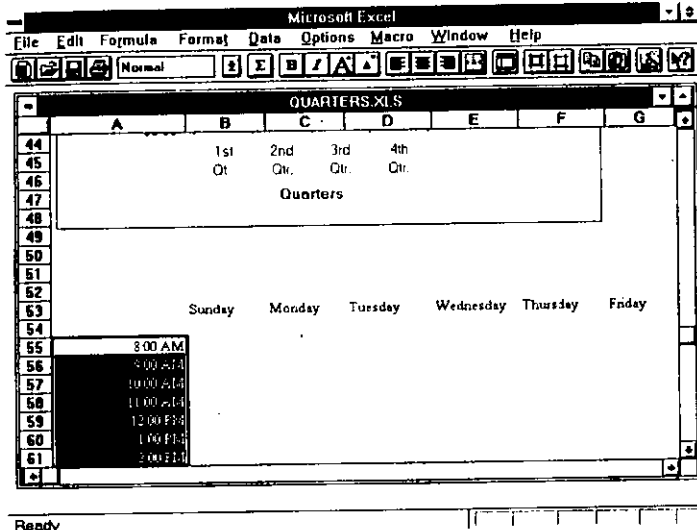 Microsoft Excel
File Edit Formula Format Data Options Macro Window Help
Normal Σ B I A
QUARTERS.XLS
A B C D E F G
44 1st 2nd 3rd 4th
45 Qt Qtr. Qtr. Qtr.
46
47 Quarters
48
49
50
51
52
53 Sunday Monday Tuesday Wednesday Thursday Friday
54
55 8:00 AM
56 9:00 AM
57 10:00 AM
58 11:00 AM
59 12:00 PM
60 1:00 PM
61 2:00 PM
Ready